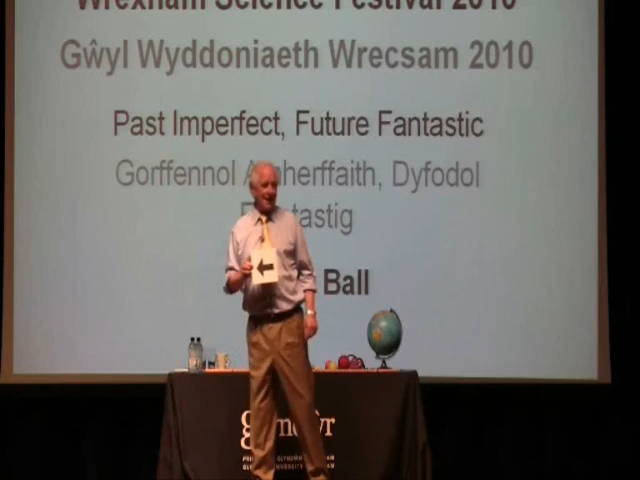 Wrexham Science Festival 2010
Gŵyl Wyddoniaeth Wrecsam 2010
Past Imperfect, Future Fantastic
Gorffennol Dyfodol
Ball